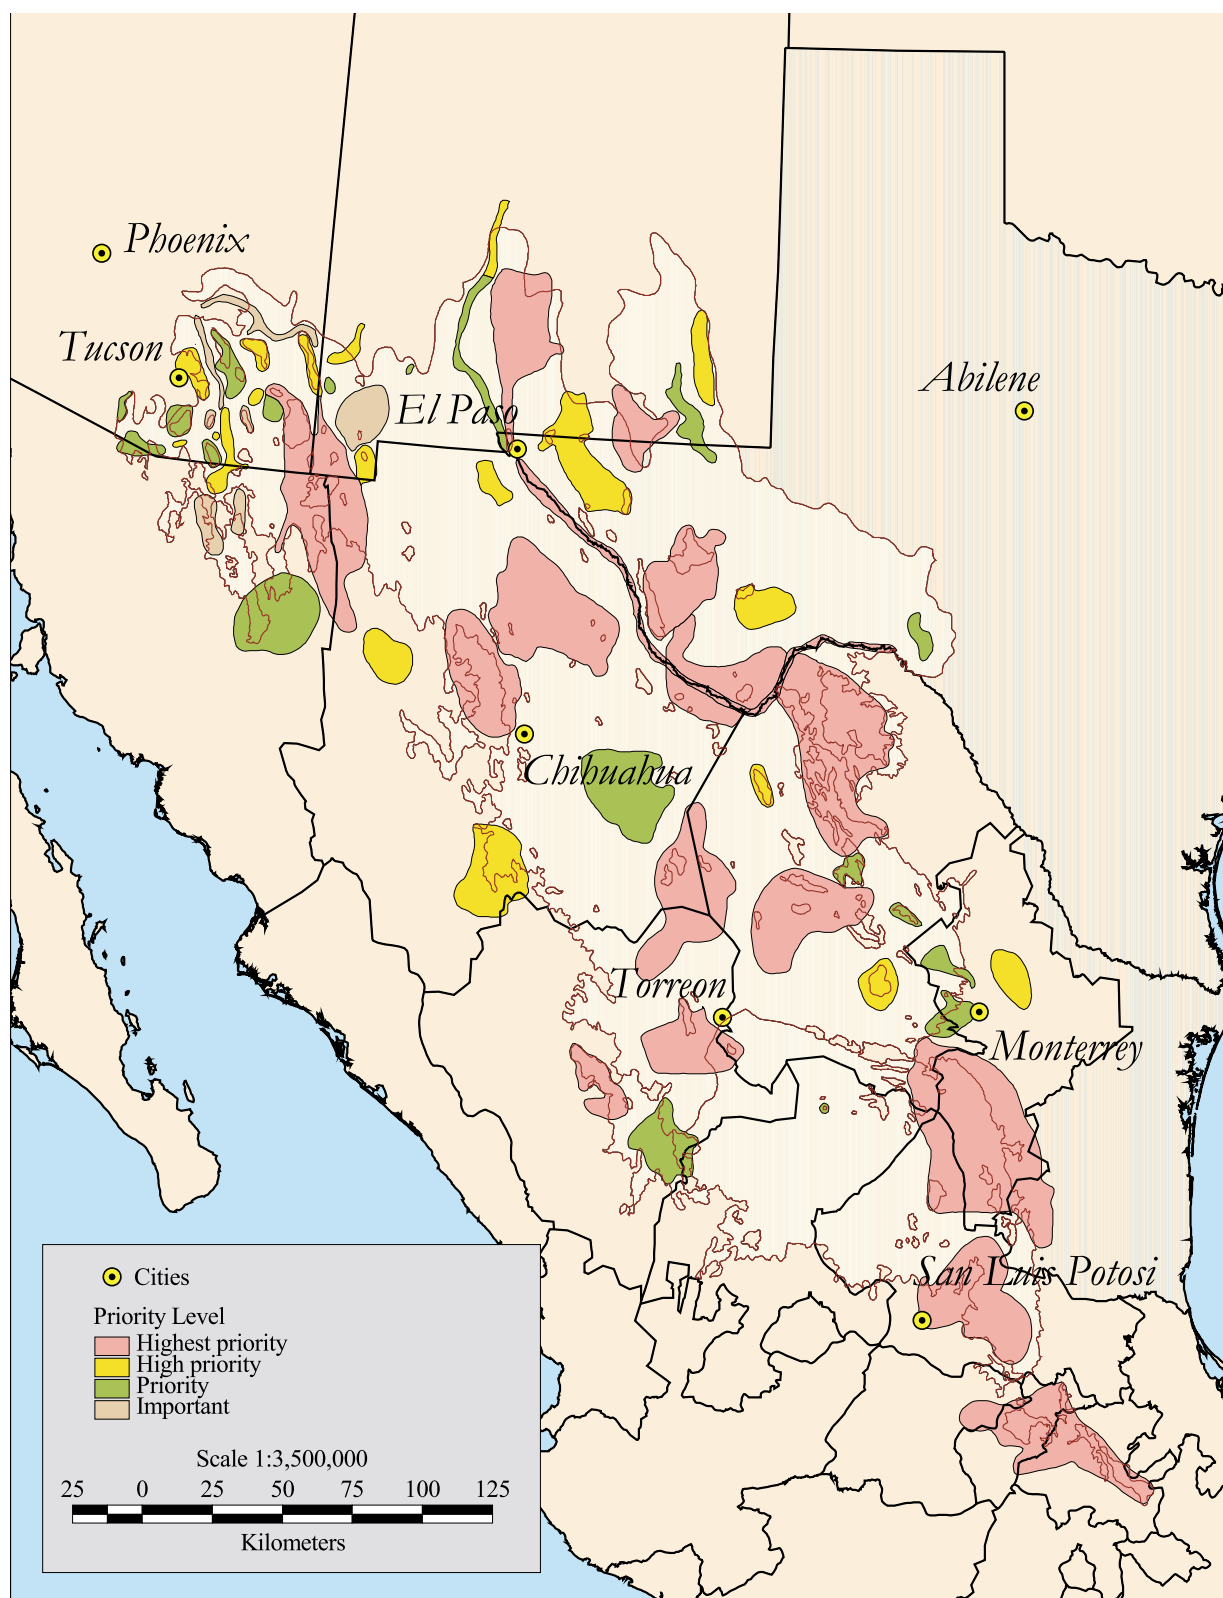 Phoenix
Tucson
Abilene
El Paso
Chihuahua
Torreon
Monterrey
San Luis Potosi
Cities
Priority Level
Highest priority
High priority
Priority
Important
Scale 1:3,500,000
25 0 25 50 75 100 125
Kilometers